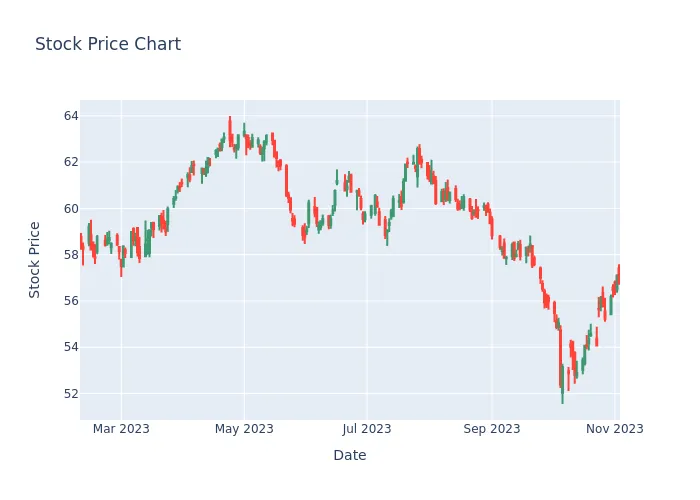 Stock Price Chart
Stock Price
64
62
60
58
56
54
52
Mar 2023
May 2023
Jul 2023
Sep 2023
Nov 2023
Date